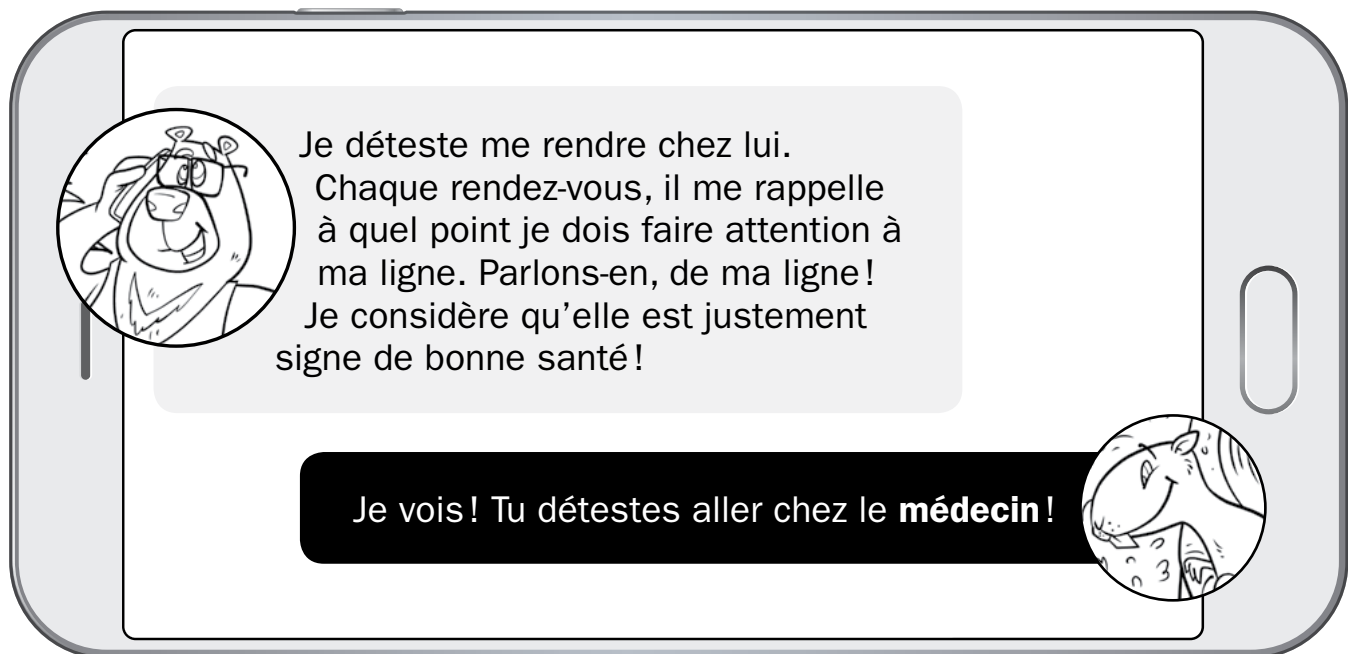 Je déteste me rendre chez lui.
Chaque rendez-vous, il me rappelle
à quel point je dois faire attention à
ma ligne. Parlons-en, de ma ligne !
Je considère qu’elle est justement
signe de bonne santé !
Je vois ! Tu détestes aller chez le médecin !